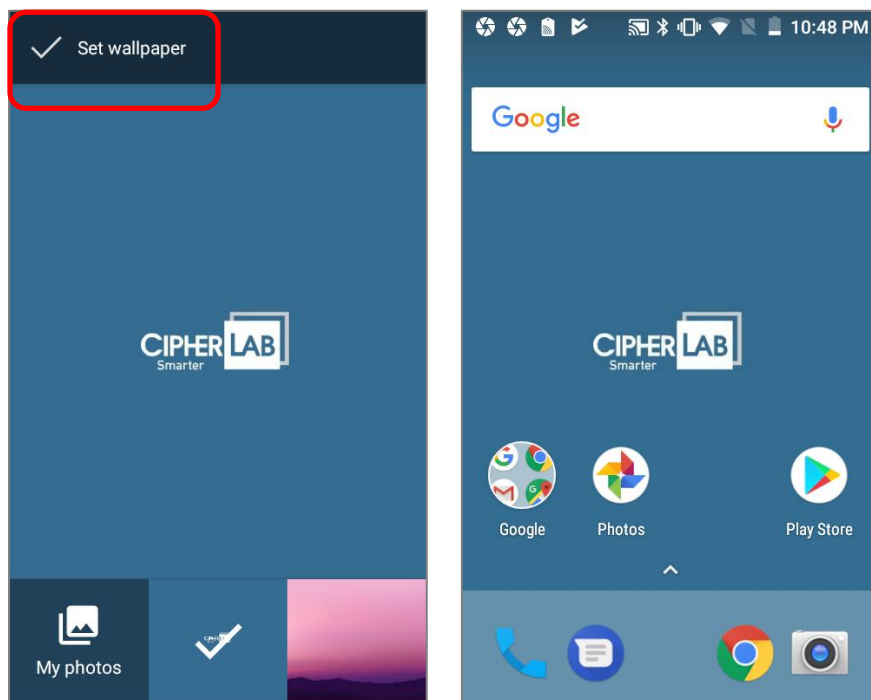 Set wallpaper
CIPHERLAB
Smarter
My photos
10:48 PM
Google
CIPHERLAB
Smarter
Google
Photos
Play Store